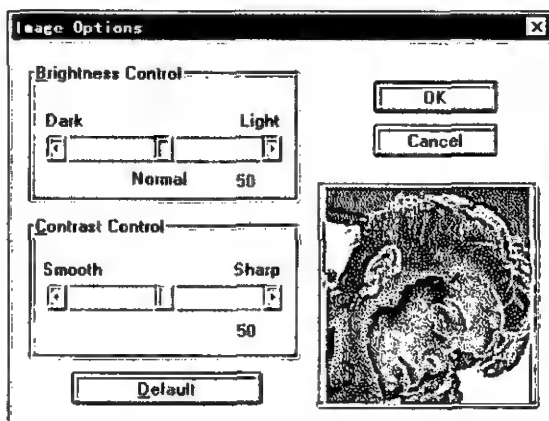 Image Options
Brightness Control
Dark Light
Normal 50
Contrast Control
Smooth Sharp
50
Default
OK
Cancel